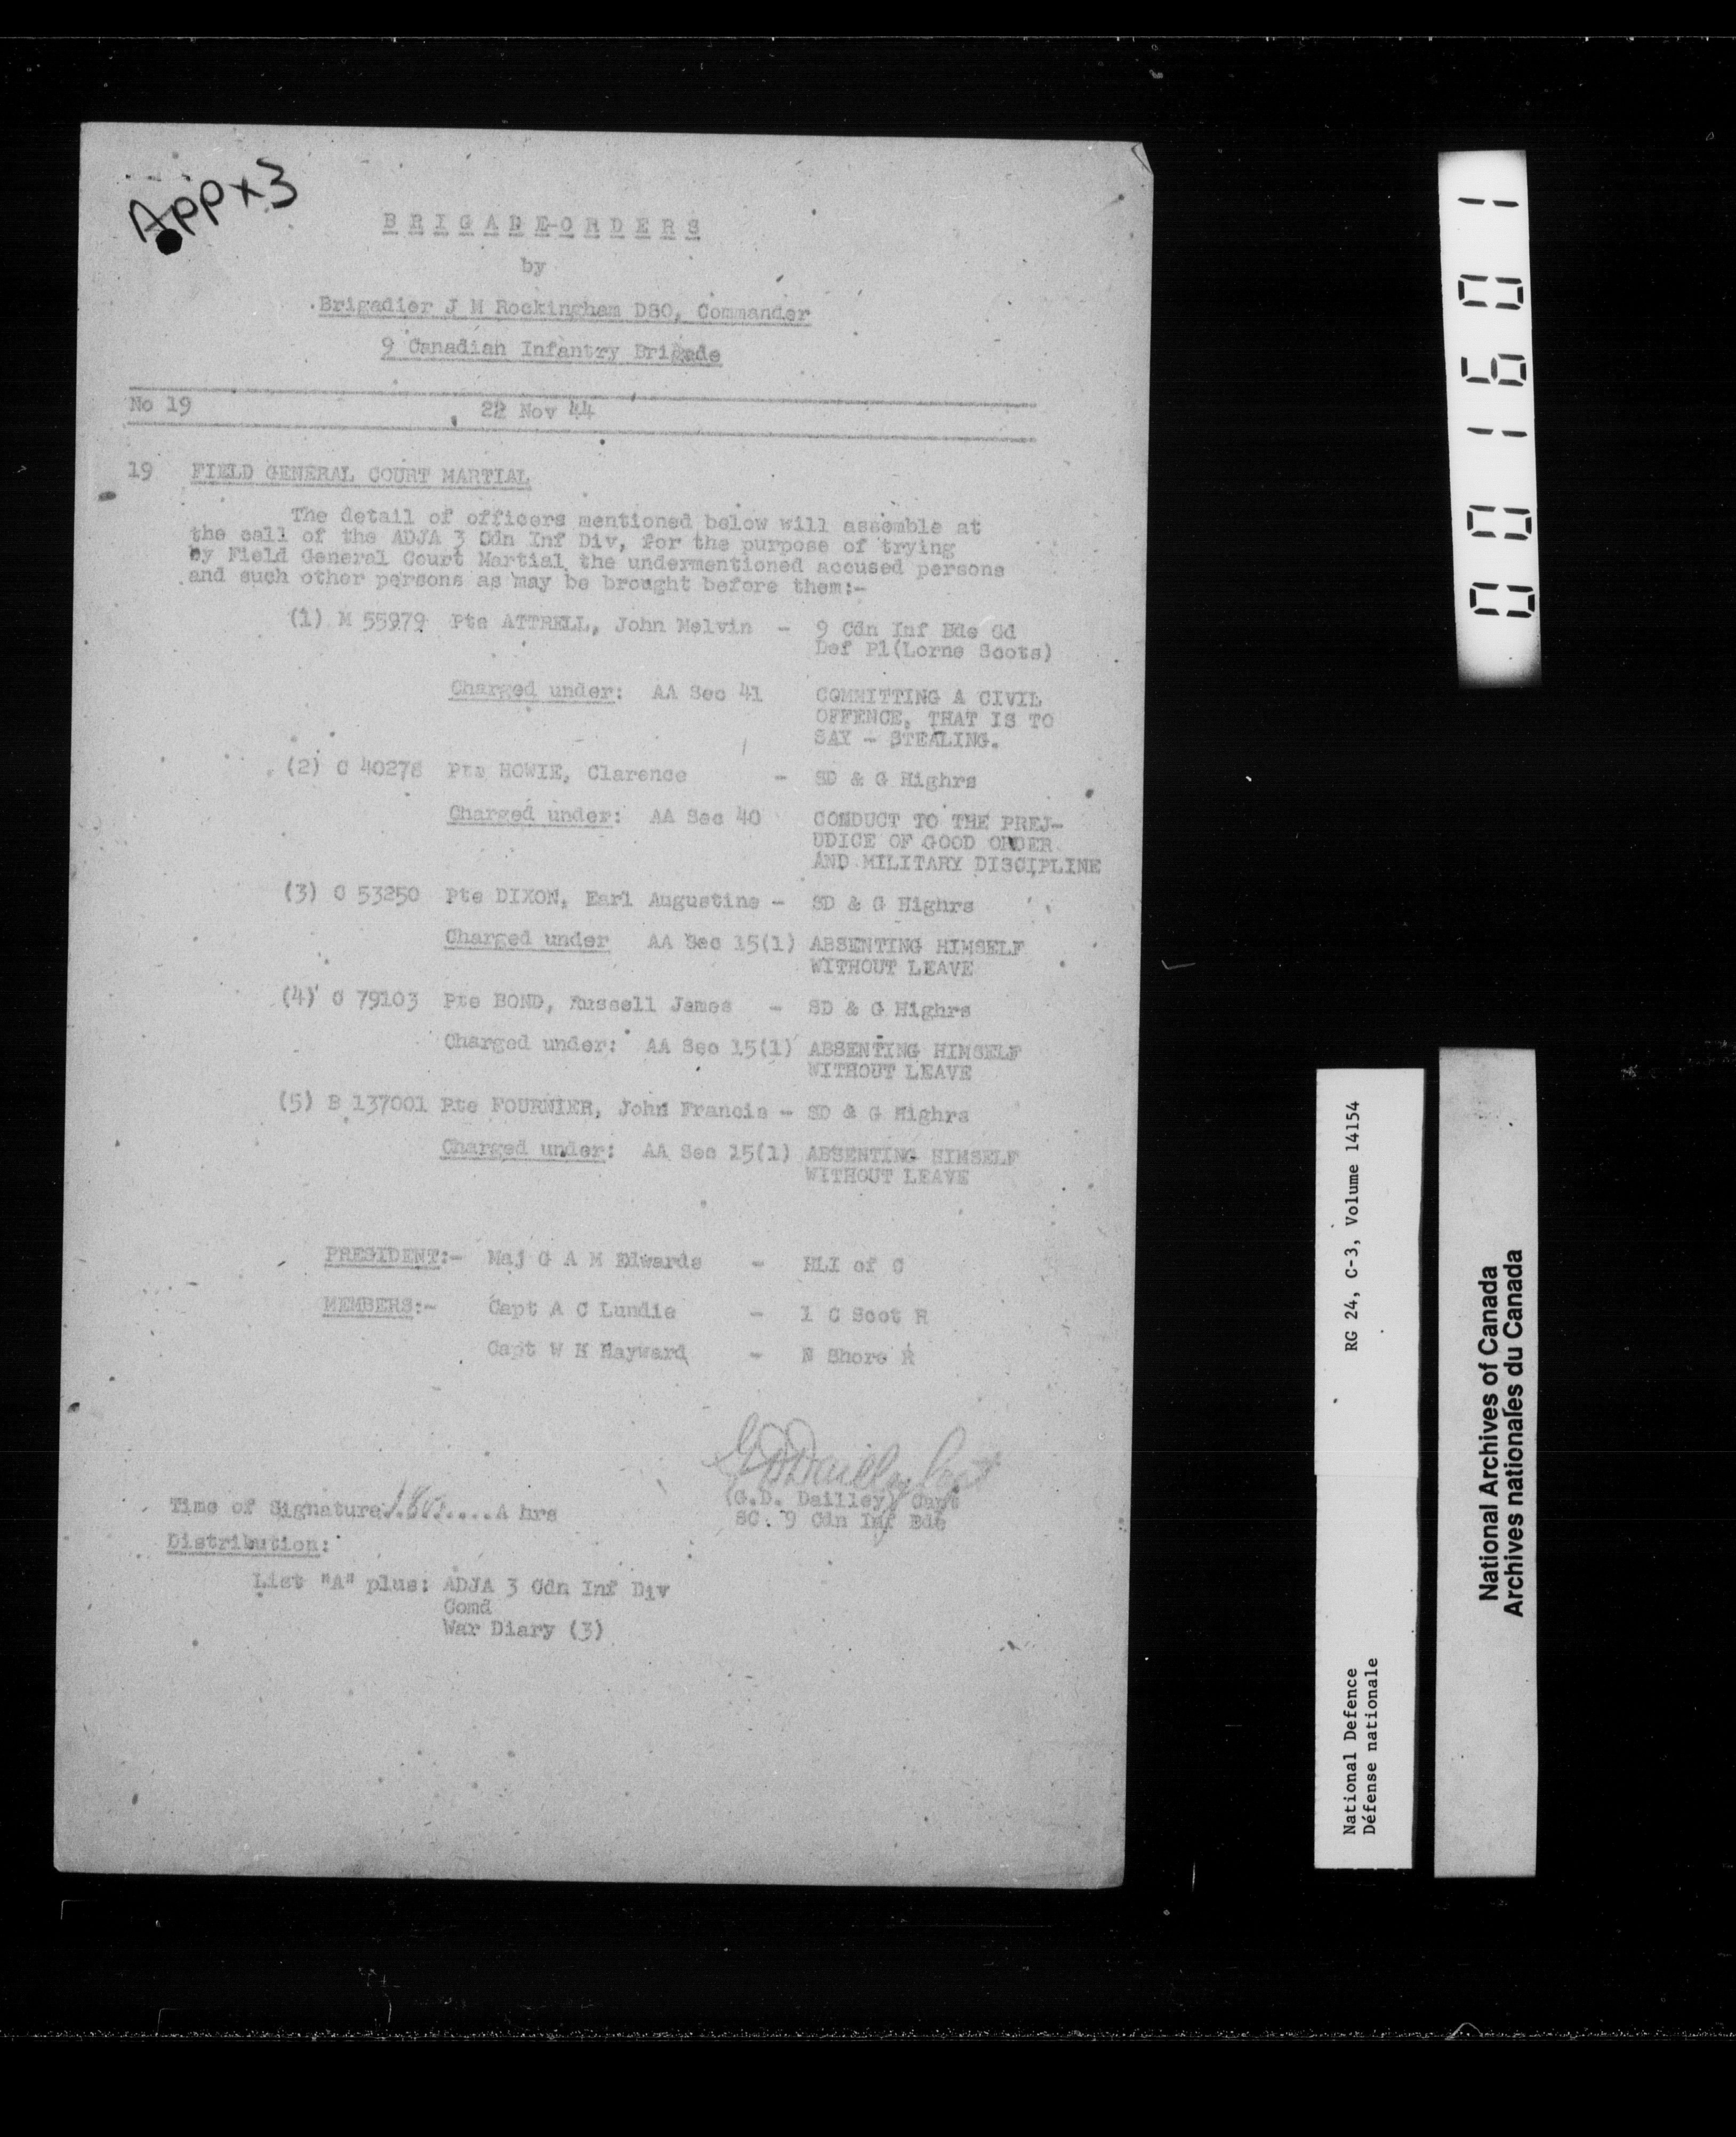 Appx 3
BRIGADE-ORDERS
by
Brigadier J M Rockingham DSO, Commander
9 Canadian Infantry Brigade
No 19 22 Nov 44
19 FIELD GENERAL COURT MARTIAL
The detail of officers mentioned below will assemble at
the call of the ADJA 3 Cdn Inf Div, for the purpose of trying
by Field General Court Martial the undermentioned accused persons
and such other persons as may be brought before them:-
(1) M 55979 Pte ATTRELL, John Melvin - 9 Cdn Inf Bde Gd
Def Pl(Lorne Scots)
Charged under: AA Sec 41 COMMITTING A CIVIL
OFFENCE, THAT IS TO
SAY - STEALING.
(2) C 40278 Pte HOWIE, Clarence - SD & G Highrs
Charged under: AA Sec 40 CONDUCT TO THE PREJ-
UDICE OF GOOD ORDER
AND MILITARY DISCIPLINE
(3) C 53250 Pte DIXON, Earl Augustine - SD & G Highrs
Charged under AA Sec 15(1) ABSENTING HIMSELF
WITHOUT LEAVE
(4) C 79103 Pte BOND, Russell James - SD & G Highrs
Charged under: AA Sec 15(1) ABSENTING HIMSELF
WITHOUT LEAVE
(5) B 137001 Pte FOURNIER, John Francis - SD & G Highrs
Charged under: AA Sec 15(1) ABSENTING HIMSELF
WITHOUT LEAVE
PRESIDENT:- Maj G A M Edwards - HLI of C
MEMBERS:- Capt A C Lundie - 1 C Scot R
Capt W H Hayward - N Shore R
GDDailley Capt
(G.D. Dailley) Capt
SC 9 Cdn Inf Bde
Time of Signature .... A hrs
Distribution:
List "A" plus: ADJA 3 Cdn Inf Div
Comd
War Diary (3)
001601
RG 24, C-3, Volume 14154
National Defence
Défense nationale
National Archives of Canada
Archives nationales du Canada